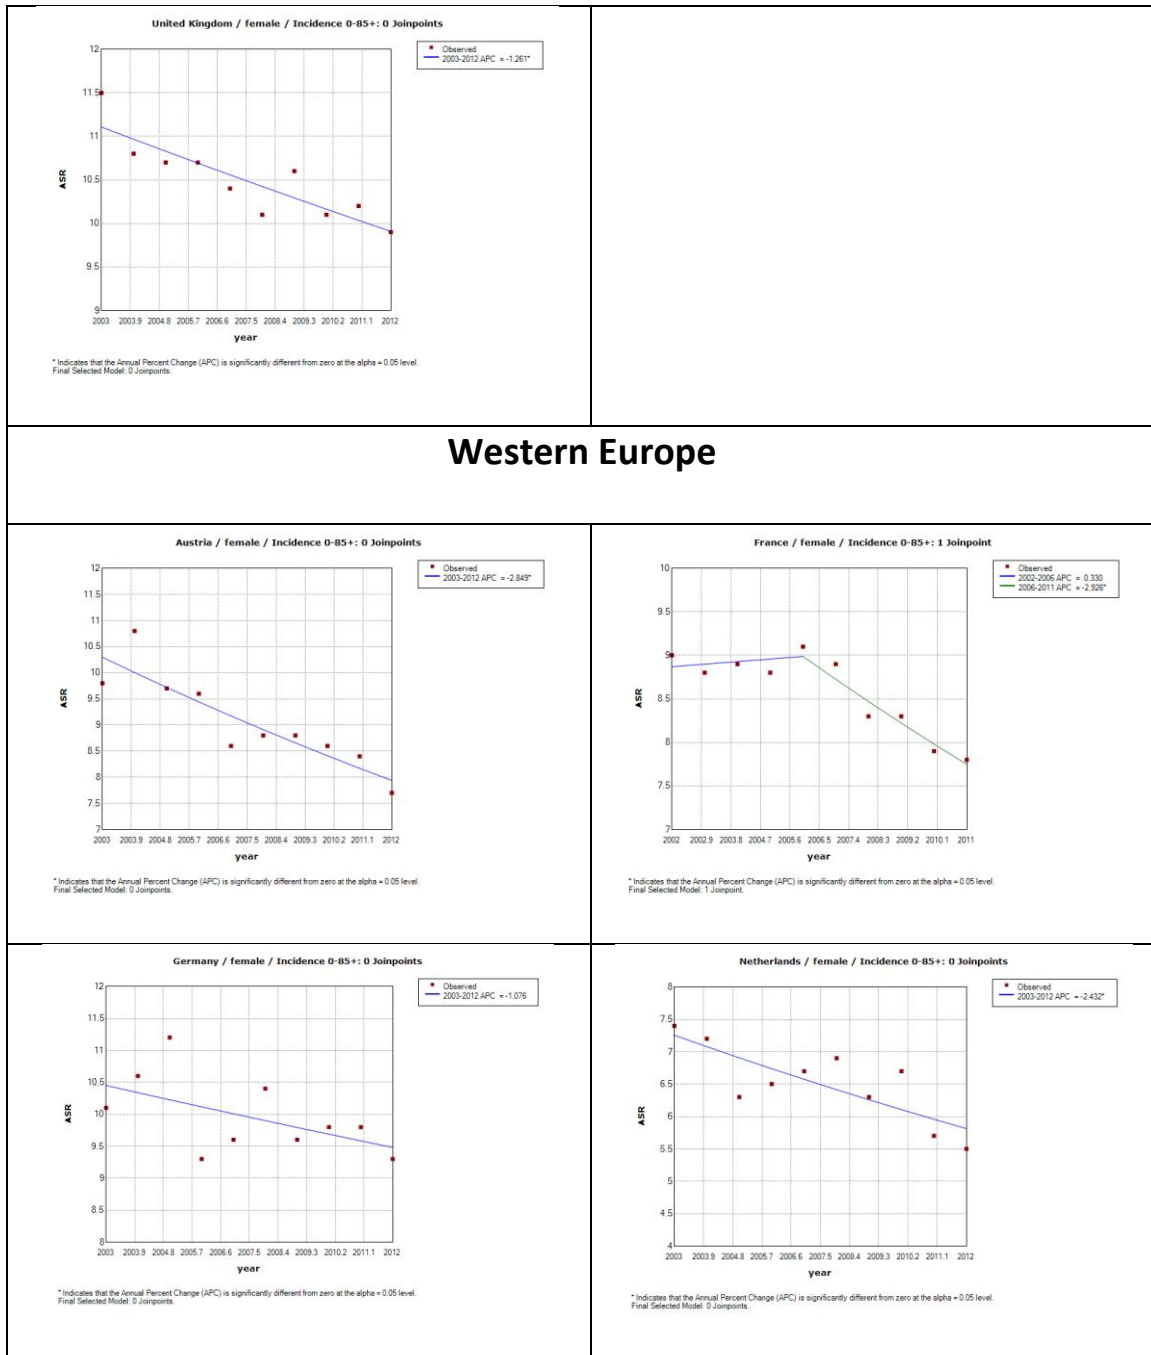 United Kingdom / female / Incidence 0-85+: 0 Joinpoints
Observed
2003-2012 APC = -1.261*
12
11.5
11
10.5
10
9.5
9
ASR
2003 2003.9 2004.8 2005.7 2006.6 2007.5 2008.4 2009.3 2010.2 2011.1 2012
year
* Indicates that the Annual Percent Change (APC) is significantly different from zero at the alpha = 0.05 level.
Final Selected Model: 0 Joinpoints.
Western Europe
Austria / female / Incidence 0-85+: 0 Joinpoints
Observed
2003-2012 APC = -2.849*
12
11.5
11
10.5
10
9.5
9
8.5
8
7.5
7
ASR
2003 2003.9 2004.8 2005.7 2006.6 2007.5 2008.4 2009.3 2010.2 2011.1 2012
year
* Indicates that the Annual Percent Change (APC) is significantly different from zero at the alpha = 0.05 level.
Final Selected Model: 0 Joinpoints.
France / female / Incidence 0-85+: 1 Joinpoint
Observed
2002-2006 APC = 0.330
2006-2011 APC = -2.926*
10
9.5
9
8.5
8
7.5
7
ASR
2002 2002.9 2003.8 2004.7 2005.6 2006.5 2007.4 2008.3 2009.2 2010.1 2011
year
* Indicates that the Annual Percent Change (APC) is significantly different from zero at the alpha = 0.05 level.
Final Selected Model: 1 Joinpoint.
Germany / female / Incidence 0-85+: 0 Joinpoints
Observed
2003-2012 APC = -1.076
12
11.5
11
10.5
10
9.5
9
8.5
8
ASR
2003 2003.9 2004.8 2005.7 2006.6 2007.5 2008.4 2009.3 2010.2 2011.1 2012
year
* Indicates that the Annual Percent Change (APC) is significantly different from zero at the alpha = 0.05 level.
Final Selected Model: 0 Joinpoints.
Netherlands / female / Incidence 0-85+: 0 Joinpoints
Observed
2003-2012 APC = -2.432*
8
7.5
7
6.5
6
5.5
5
4.5
4
ASR
2003 2003.9 2004.8 2005.7 2006.6 2007.5 2008.4 2009.3 2010.2 2011.1 2012
year
* Indicates that the Annual Percent Change (APC) is significantly different from zero at the alpha = 0.05 level.
Final Selected Model: 0 Joinpoints.